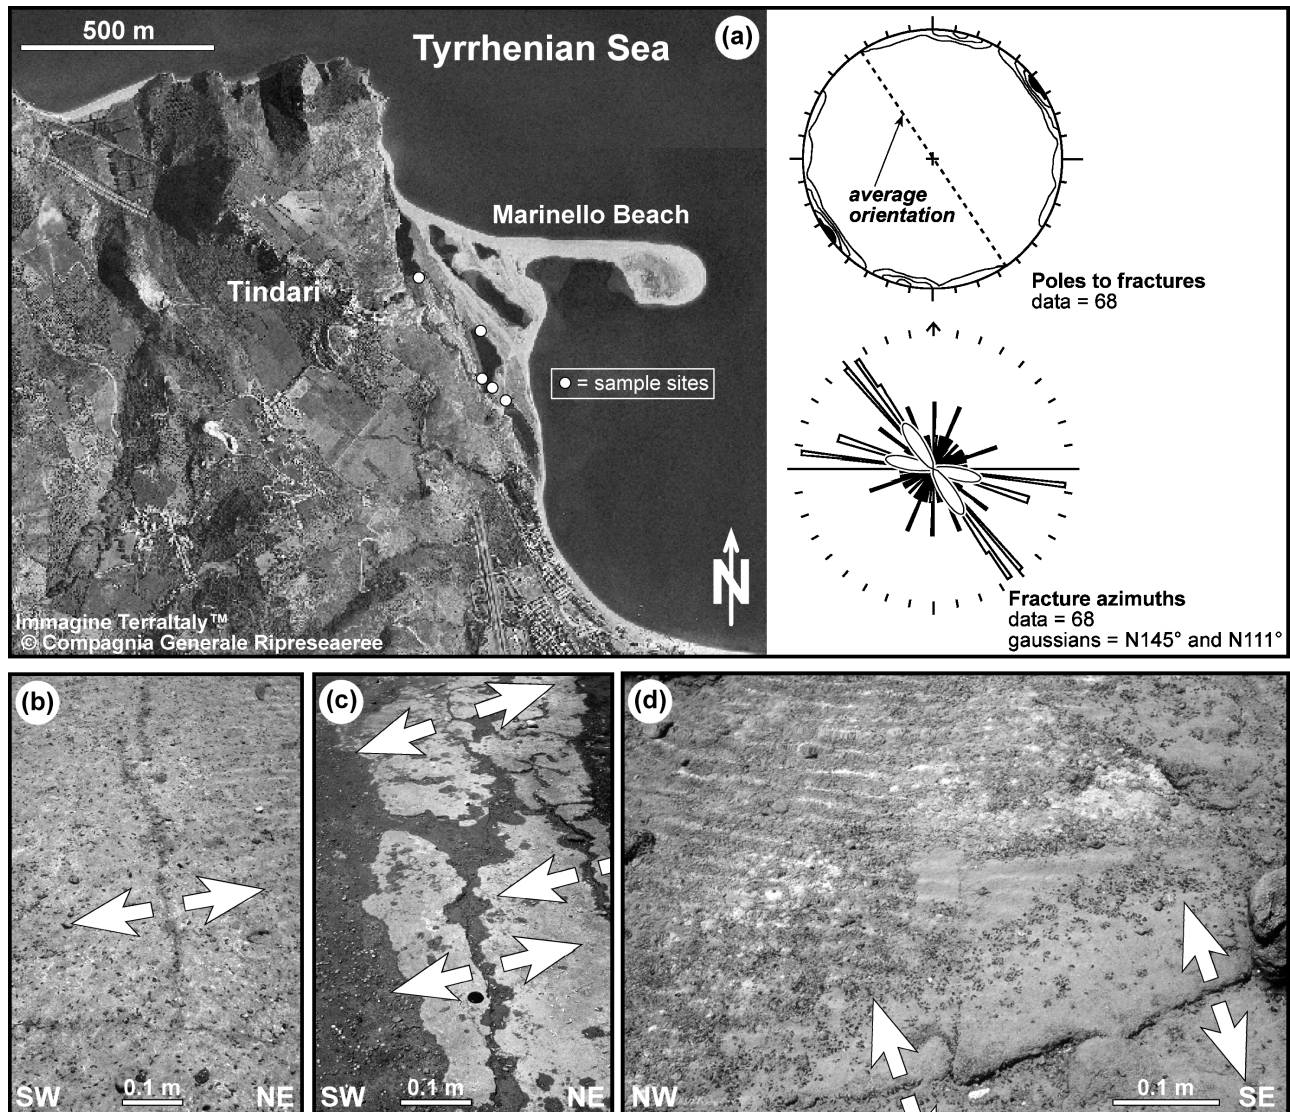 500 m
Tyrrhenian Sea
(a)
Marinello Beach
Tindari
= sample sites
N
Immagine TerraItaly™
© Compagnia Generale Ripreseaeree
average
orientation
Poles to fractures
data = 68
Fracture azimuths
data = 68
gaussians = N145° and N111°
(b)
SW
0.1 m
NE
(c)
SW
0.1 m
NE
(d)
NW
0.1 m
SE